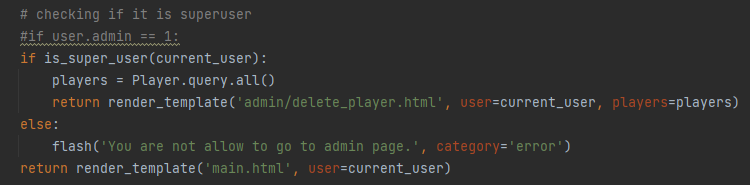 # checking if it is superuser
#if user.admin == 1:
if is_super_user(current_user):
    players = Player.query.all()
    return render_template('admin/delete_player.html', user=current_user, players=players)
else:
    flash('You are not allow to go to admin page.', category='error')
return render_template('main.html', user=current_user)